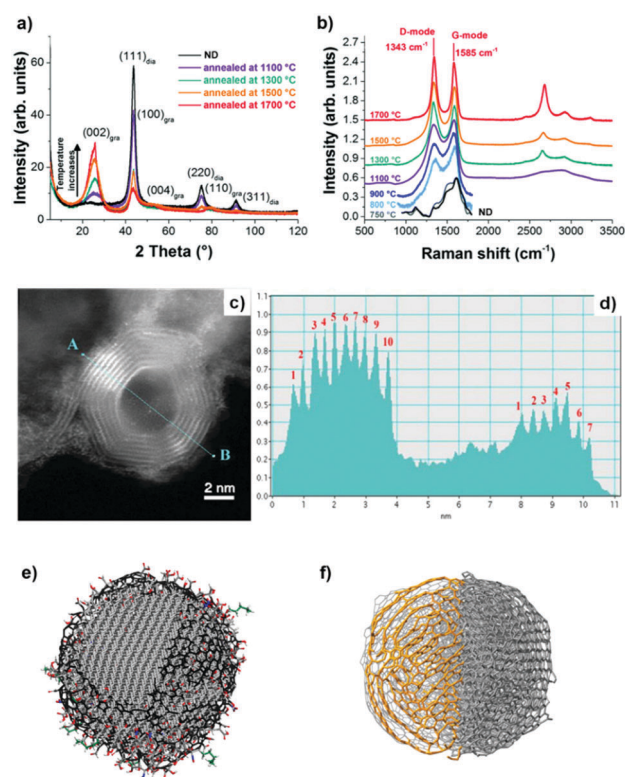 a)
Intensity (arb. units)
60
40
20
0
20 40 60 80 100 120
2 Theta (°)
Temperature increases
(002)gra
(111)dia
(100)gra
(004)gra
(220)dia
(110)gra
(311)dia
ND
annealed at 1100 °C
annealed at 1300 °C
annealed at 1500 °C
annealed at 1700 °C
b)
Intensity (arb. units)
2.7
2.4
2.1
1.8
1.5
1.2
0.9
0.6
0.3
0.0
D-mode
1343 cm-1
G-mode
1585 cm-1
1700 °C
1500 °C
1300 °C
1100 °C
900 °C
800 °C
750 °C
ND
500 1000 1500 2000 2500 3000 3500
Raman shift (cm-1)
c)
A
B
2 nm
d)
1.1
1.0
0.9
0.8
0.7
0.6
0.5
0.4
0.3
0.2
0.1
0.0
1 2 3 4 5 6 7 8 9 10
1 2 3 4 5 6 7
0 1 2 3 4 5 6 7 8 9 10 11
nm nm
e)
f)